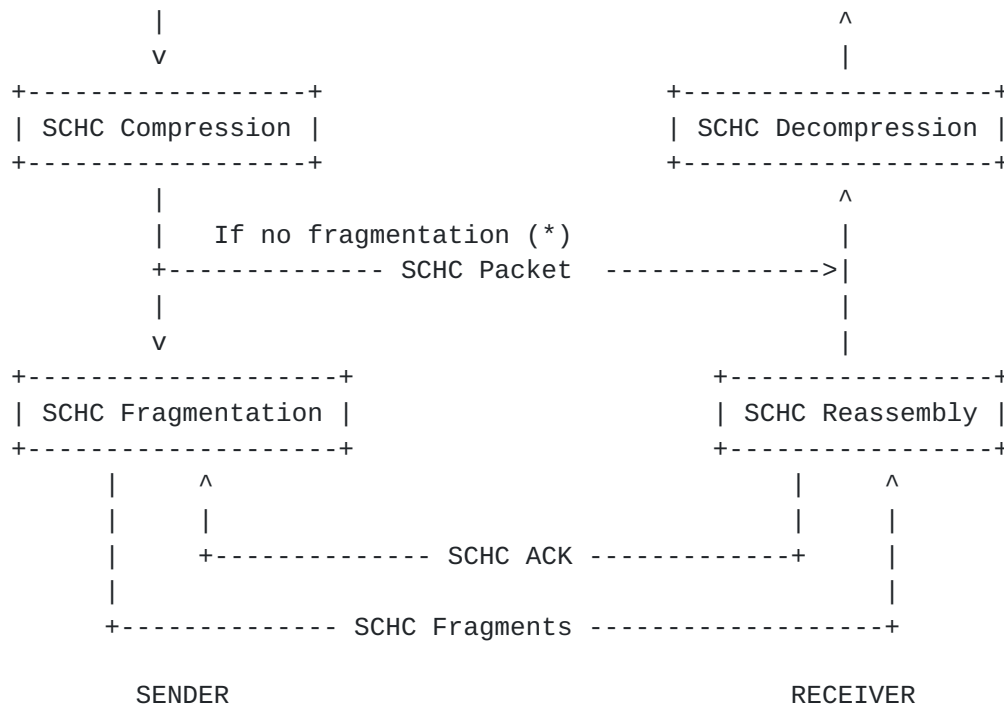 SCHC Compression SCHC Decompression
If no fragmentation (*)
SCHC Packet
SCHC Fragmentation SCHC Reassembly
SCHC ACK
SCHC Fragments
SENDER RECEIVER